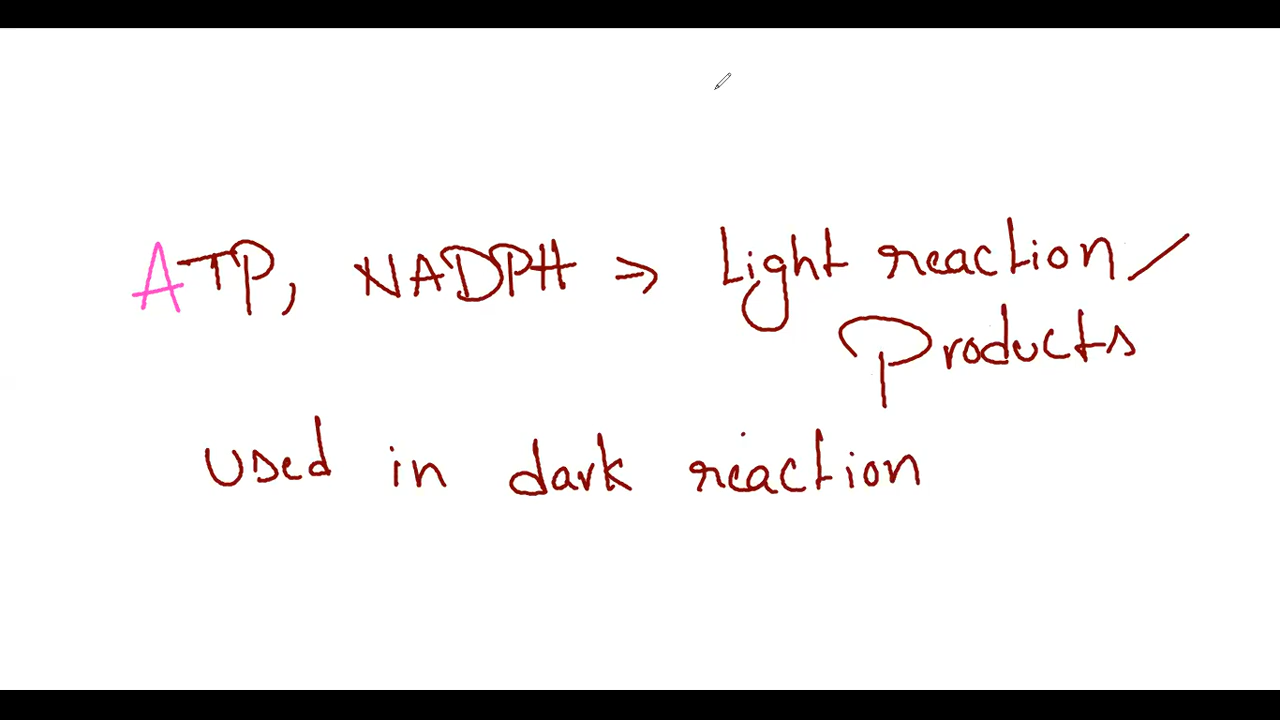 ATP, NADPH → Light reaction/
Products
used in dark reaction